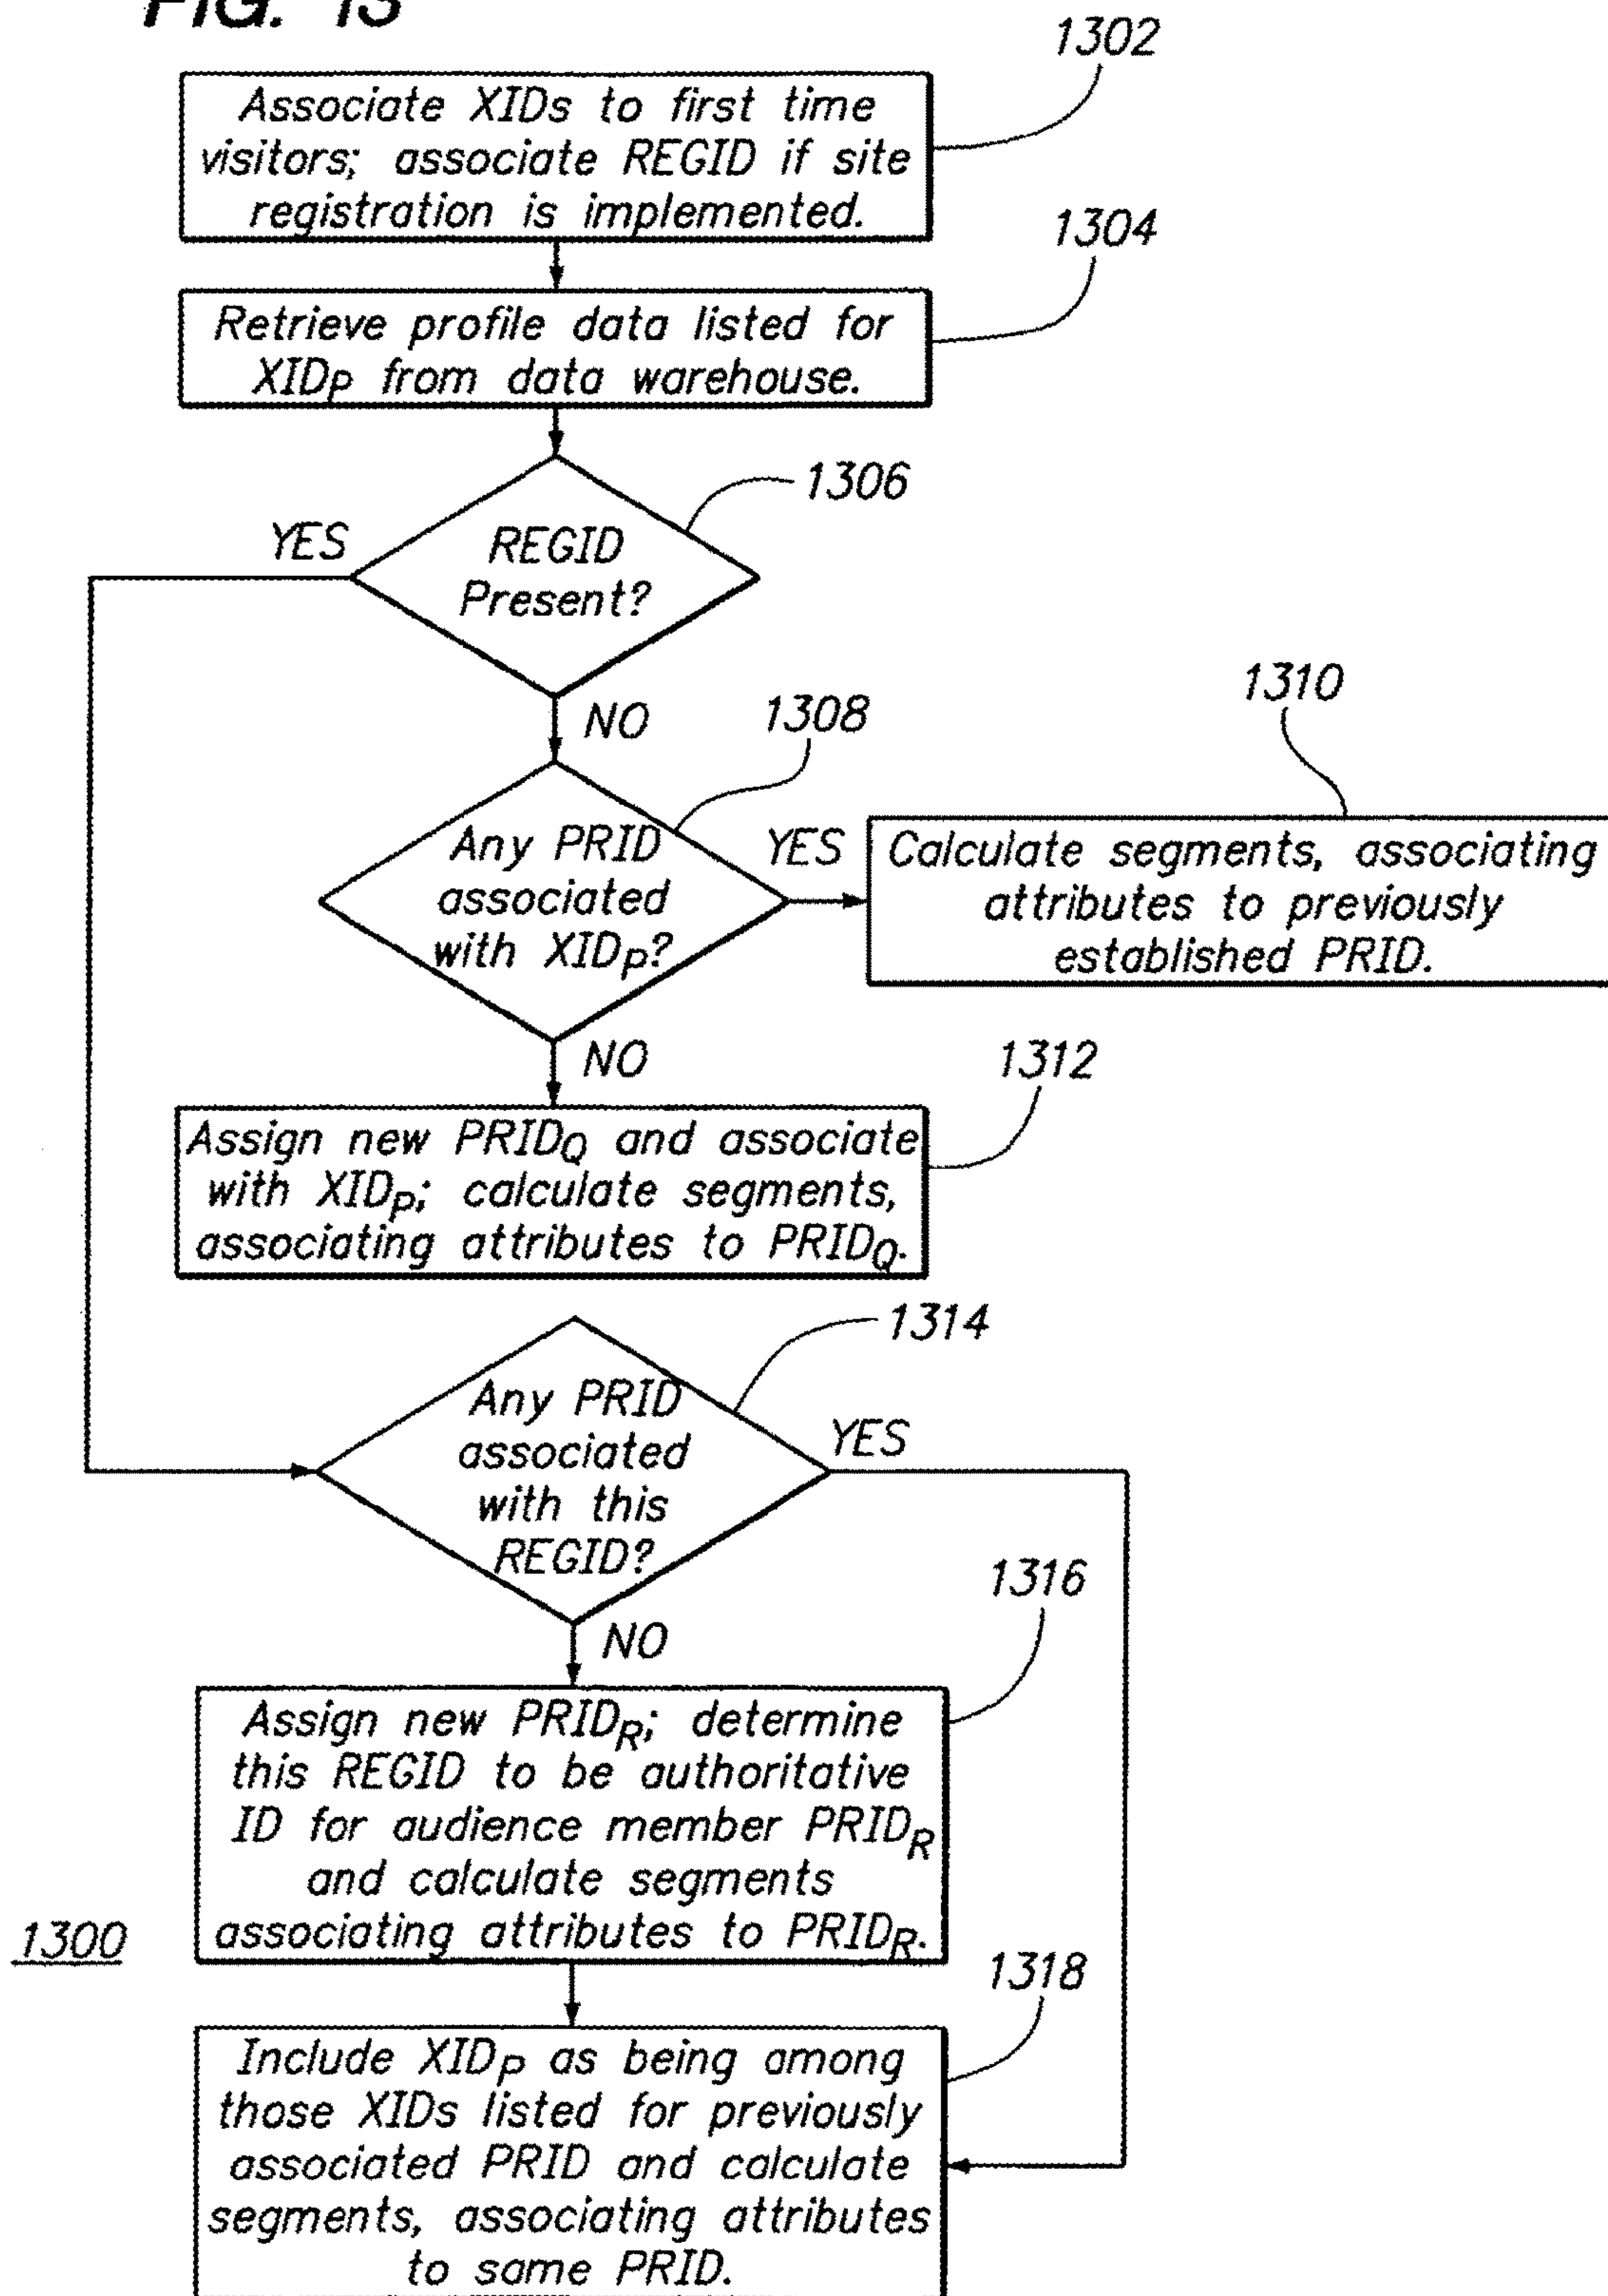 FIG. 13
1302
Associate XIDs to first time
visitors; associate REGID if site
registration is implemented.
1304
Retrieve profile data listed for
XIDP from data warehouse.
1306
YES
REGID
Present?
NO
1308
1310
Any PRID
associated
with XIDP?
YES
Calculate segments, associating
attributes to previously
established PRID.
NO
1312
Assign new PRIDQ and associate
with XIDP; calculate segments,
associating attributes to PRIDQ.
1314
Any PRID
associated
with this
REGID?
YES
NO
1316
Assign new PRIDR; determine
this REGID to be authoritative
ID for audience member PRIDR
and calculate segments
associating attributes to PRIDR.
1300
1318
Include XIDP as being among
those XIDs listed for previously
associated PRID and calculate
segments, associating attributes
to same PRID.